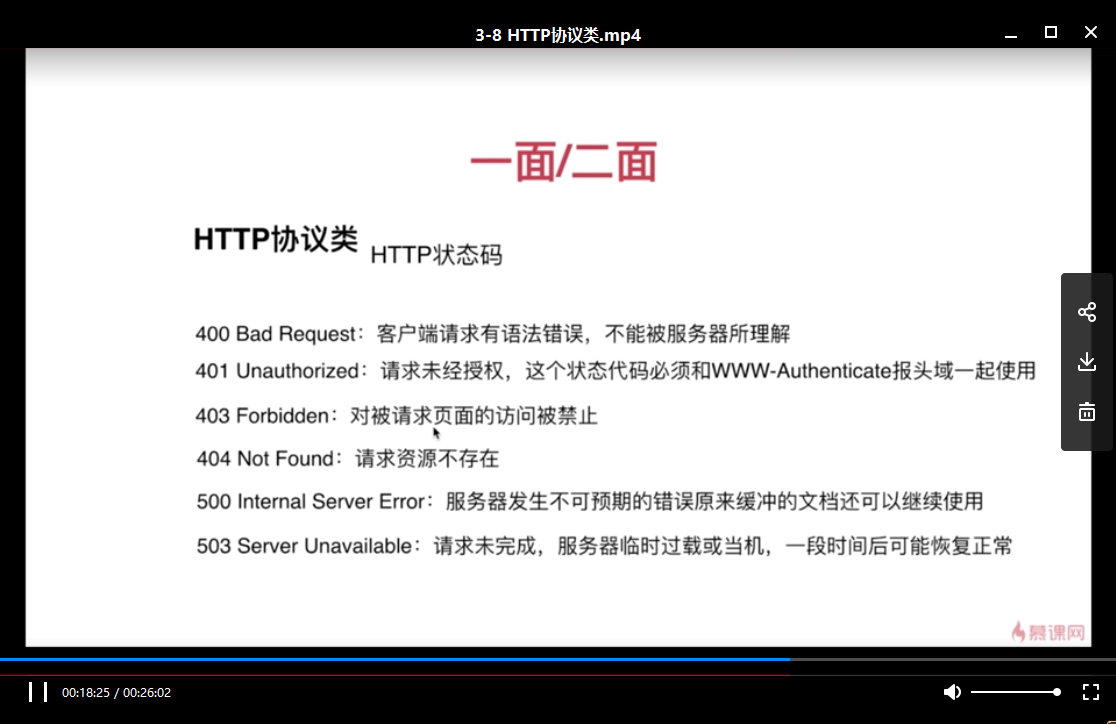 3-8 HTTP协议类.mp4
一面/二面
HTTP协议类 HTTP状态码
400 Bad Request：客户端请求有语法错误，不能被服务器所理解
401 Unauthorized：请求未经授权，这个状态代码必须和WWW-Authenticate报头域一起使用
403 Forbidden：对被请求页面的访问被禁止
404 Not Found：请求资源不存在
500 Internal Server Error：服务器发生不可预期的错误原来缓冲的文档还可以继续使用
503 Server Unavailable：请求未完成，服务器临时过载或当机，一段时间后可能恢复正常
慕课网
00:18:25 / 00:26:02